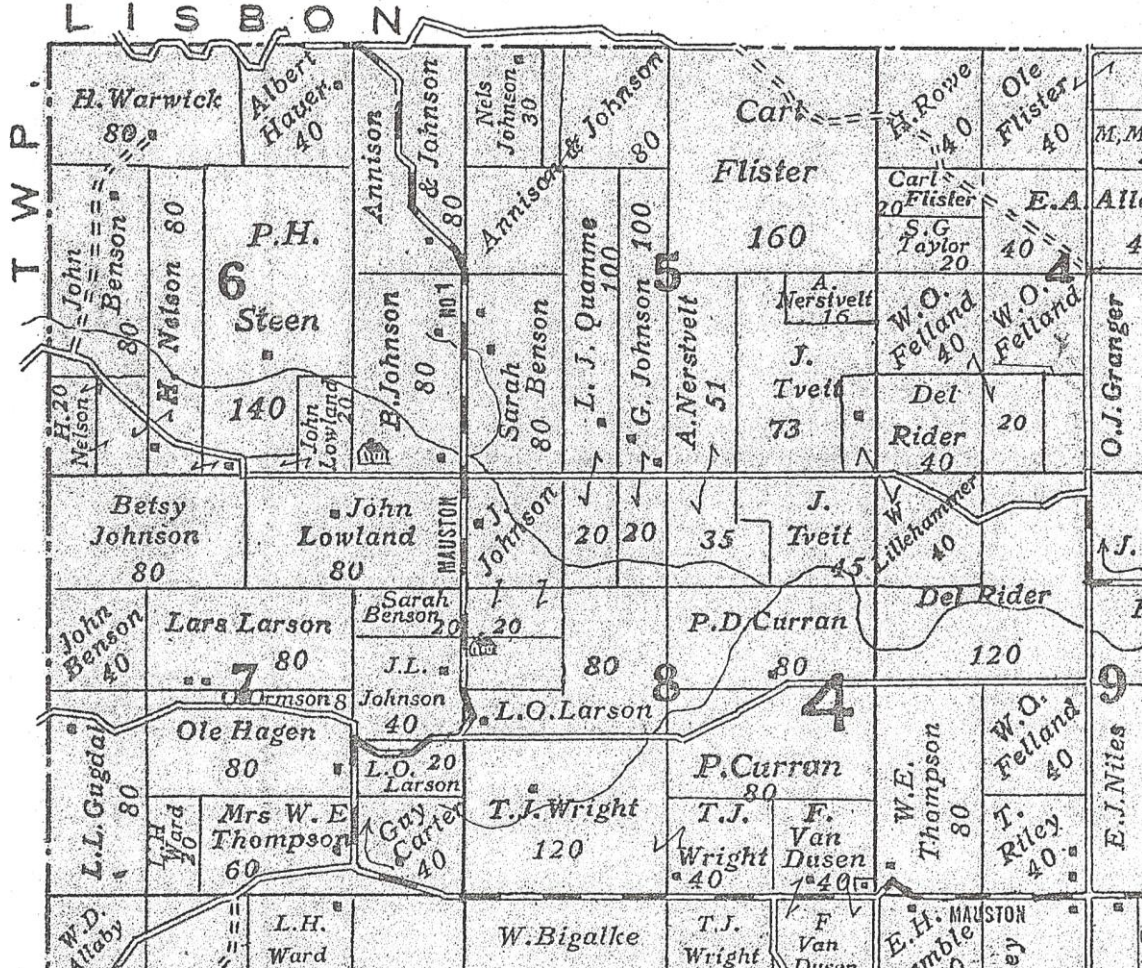 LISBON
TWP.
H. Warwick
80
Albert
Hauer
40
Annison
& Johnson
80
Nels
Johnson
30
Annison & Johnson
80
Carl
Flister
160
H. Rowe
40
Ole
Flister
40
M, M
Carl
Flister
20
S.G
Taylor
20
E.A. Alle
40
4
John
Benson
80
H Nelson 80
P.H.
Steen
140
6
H. 20
Nelson
John
Lowland
20
B. Johnson
80
No 1
Sarah
Benson
80
L. J. Quamme
100
G. Johnson 100
5
A. Nerstvelt
51
A.
Nerstvelt
16
J.
Tveit
73
W.O.
Felland
40
W.O.
Felland
4
Del
Rider
40
20
O.J. Granger
Betsy
Johnson
80
John
Lowland
80
MAUSTON
J.
Johnson
20
20
35
J.
Tveit
45
W
Lillehammer
40
Del Rider
120
J.
John
Benson
40
Lars Larson
80
7
O. Ormson 8
Sarah
Benson
20
20
J.L.
Johnson
40
80
L.O. Larson
8
P.D Curran
80
4
9
L.L. Gugdal
80
Ole Hagen
80
L.H
Ward
20
Mrs W. E
Thompson
60
L.O. 20
Larson
Guy
Carter
40
T.J. Wright
120
P. Curran
80
T.J.
Wright
40
F.
Van
Dusen
40
W.E.
Thompson
80
W.O.
Felland
40
T.
Riley
40
E.J. Niles
W.D.
Allaby
L.H.
Ward
W. Bigalke
T.J.
Wright
F
Van
Dusen
E.H.
umble
MAUSTON
ey